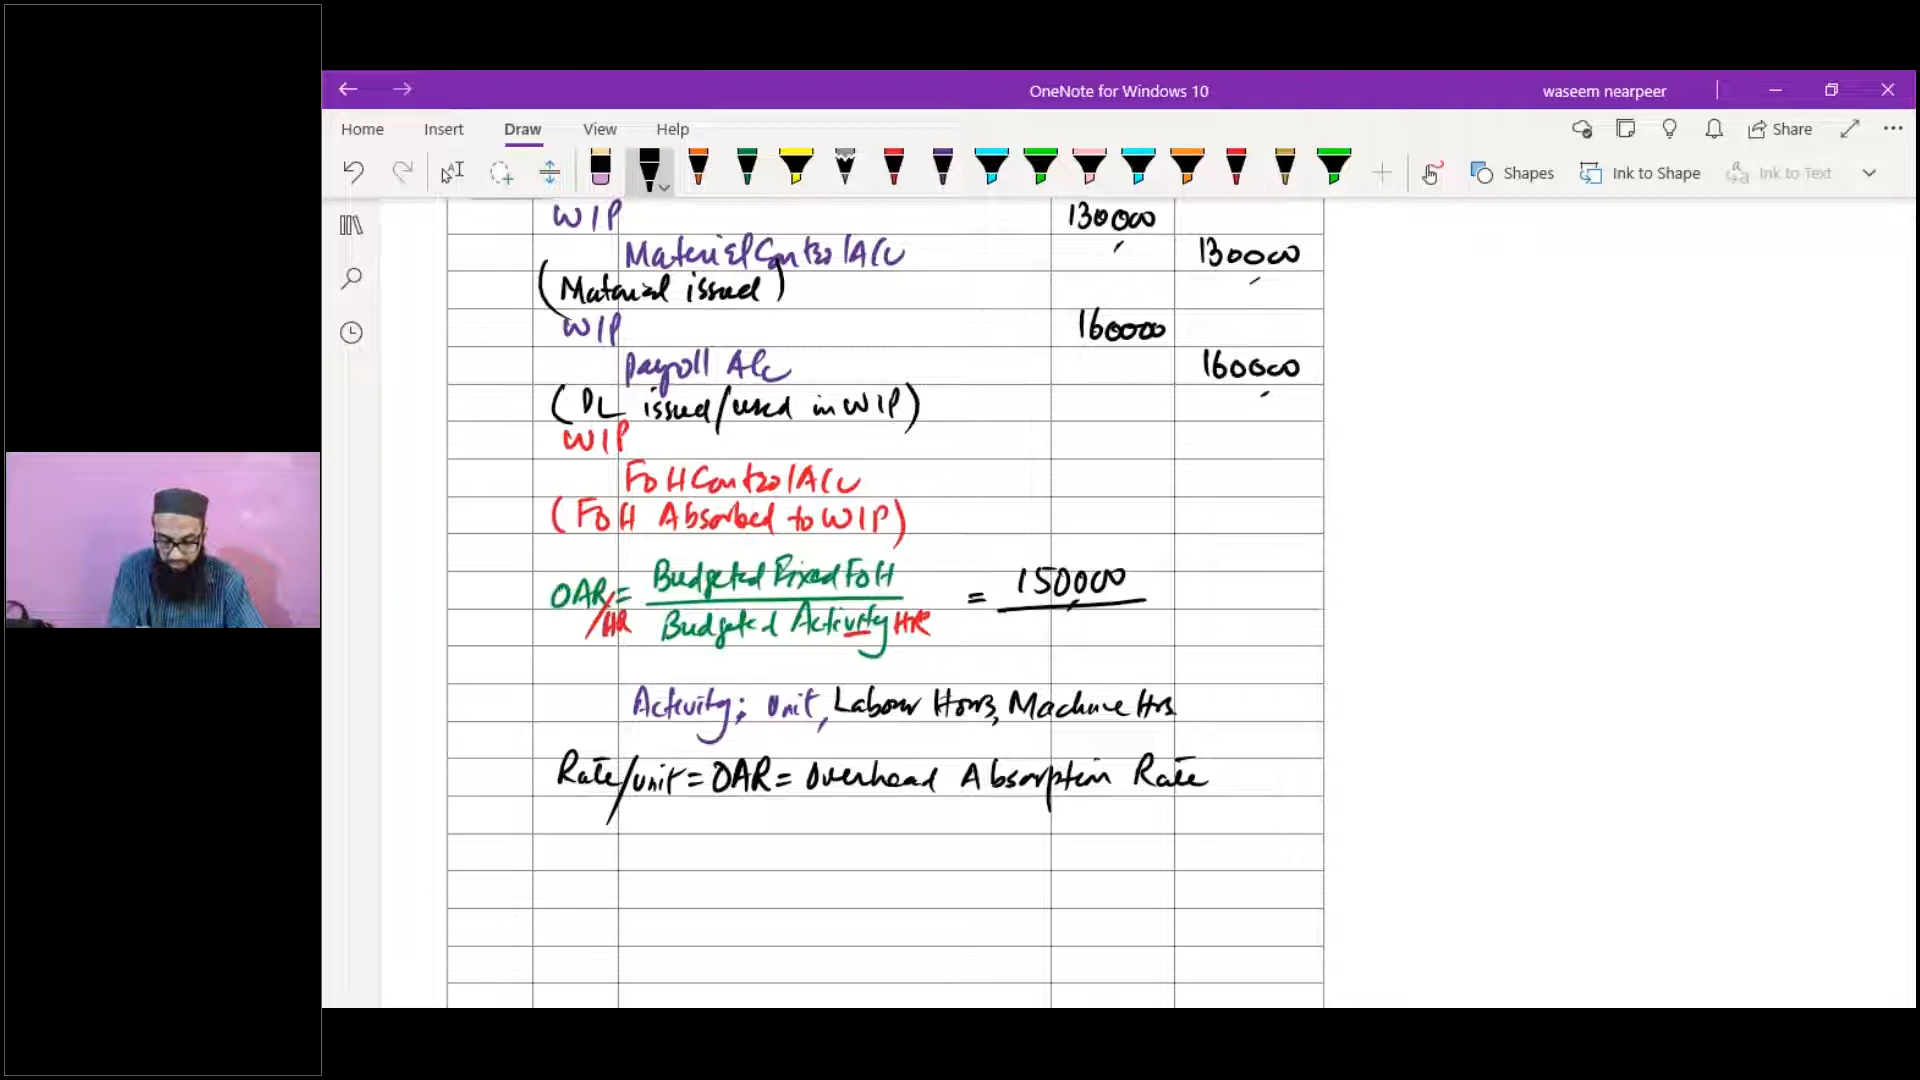 OneNote for Windows 10
waseem nearpeer
Home Insert Draw View Help
Share
Shapes Ink to Shape Ink to Text
WIP 130000
Material Control A/C 130000
(Material issued)
WIP 160000
Payroll A/C 160000
(DL issued/used in WIP)
WIP
FOH Control A/C
(FOH Absorbed to WIP)
OAR/HR = Budgeted Fixed FOH = 150,000
Budgeted Activity HR
Activity: Unit, Labour Hours, Machine Hrs
Rate/unit = OAR = Overhead Absorption Rate